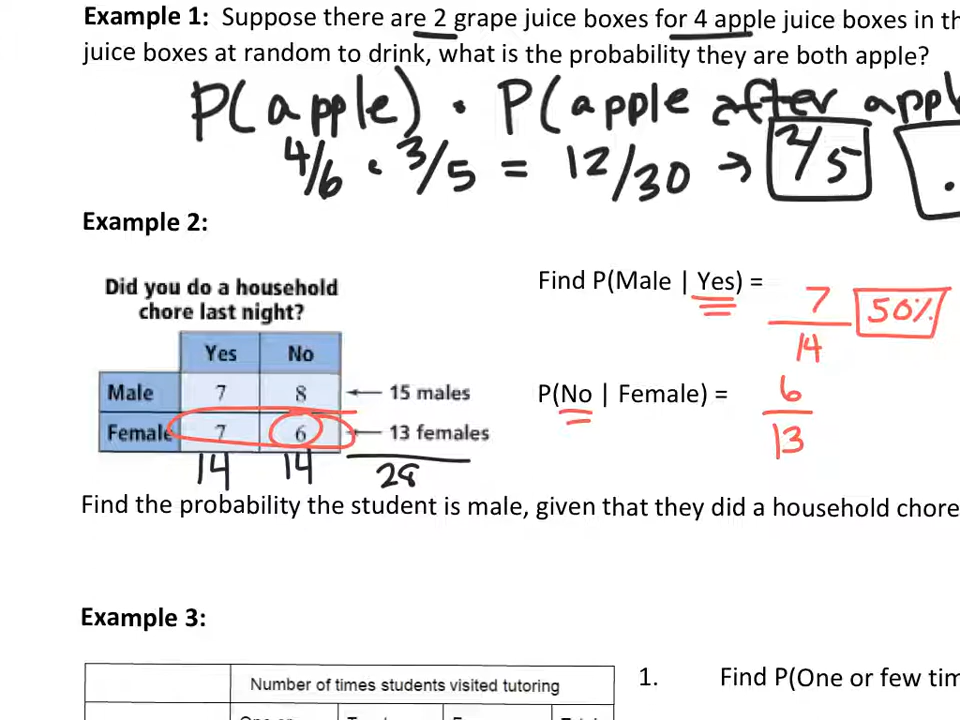 Example 1: Suppose there are 2 grape juice boxes for 4 apple juice boxes in th
juice boxes at random to drink, what is the probability they are both apple?
P(apple) · P(apple after appl
4/6 · 3/5 = 12/30 → 2/5 .
Example 2:
Did you do a household
chore last night?
Yes No
Male 7 8 ← 15 males
Female 7 6 ← 13 females
14 14 28
Find P(Male | Yes) = 7/14 50%
P(No | Female) = 6/13
Find the probability the student is male, given that they did a household chore
Example 3:
Number of times students visited tutoring
1. Find P(One or few tim